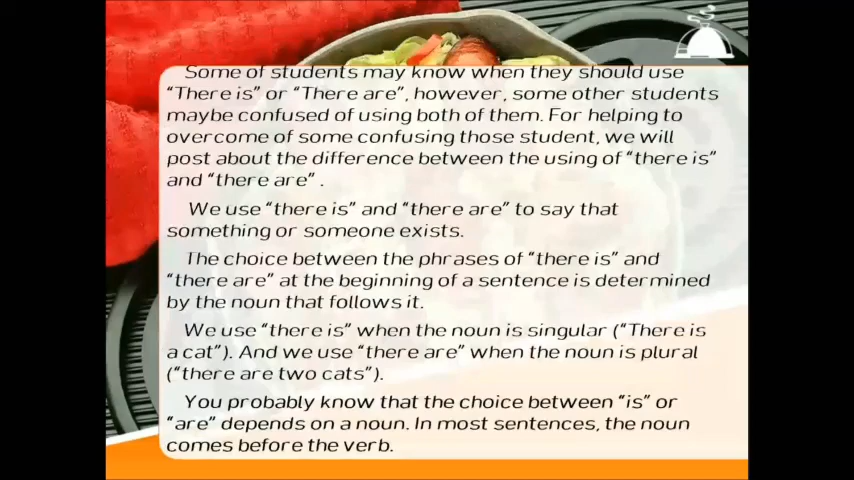 Some of students may know when they should use
"There is" or "There are", however, some other students
maybe confused of using both of them. For helping to
overcome of some confusing those student, we will
post about the difference between the using of "there is"
and "there are" .
We use "there is" and "there are" to say that
something or someone exists.
The choice between the phrases of "there is" and
"there are" at the beginning of a sentence is determined
by the noun that follows it.
We use "there is" when the noun is singular ("There is
a cat"). And we use "there are" when the noun is plural
("there are two cats").
You probably know that the choice between "is" or
"are" depends on a noun. In most sentences, the noun
comes before the verb.